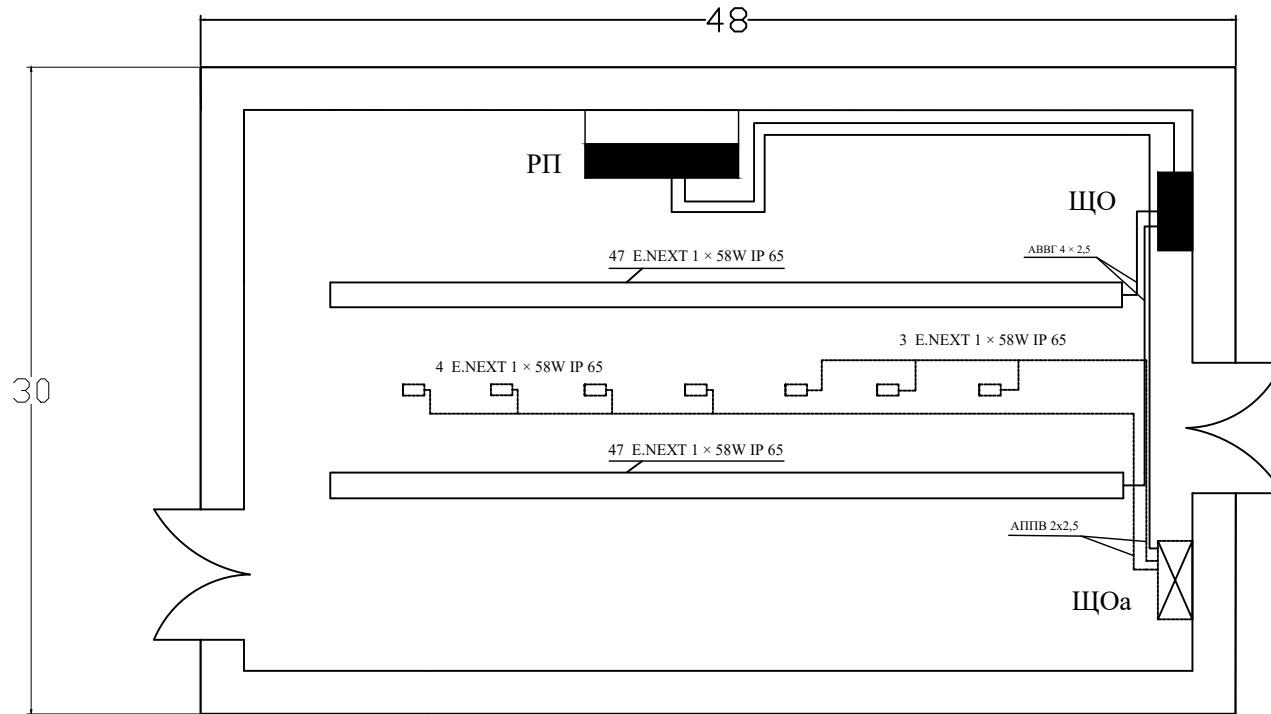 48
РП
ЩО
47 E.NEXT 1 × 58W IP 65
АВВГ 4 × 2,5
3 E.NEXT 1 × 58W IP 65
4 E.NEXT 1 × 58W IP 65
30
47 E.NEXT 1 × 58W IP 65
АППВ 2x2,5
ЩОа